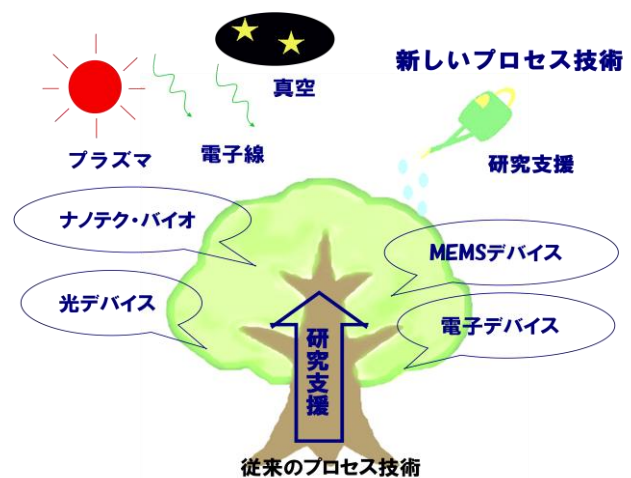 新しいプロセス技術
真空
プラズマ
電子線
研究支援
ナノテク・バイオ
MEMSデバイス
光デバイス
電子デバイス
研究支援
従来のプロセス技術